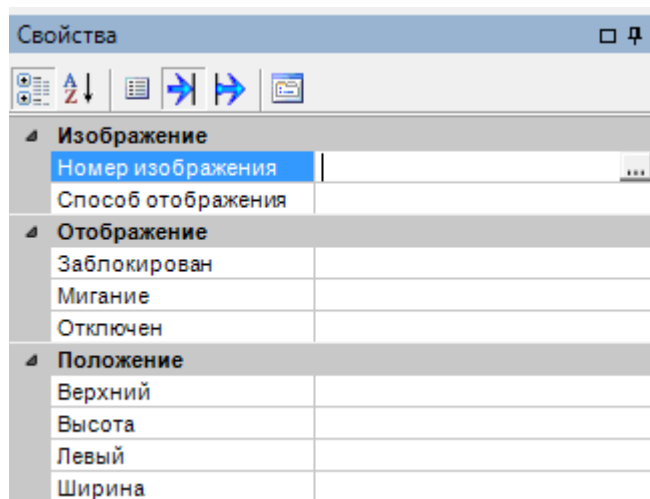 Свойства
Изображение
Номер изображения
...
Способ отображения
Отображение
Заблокирован
Мигание
Отключен
Положение
Верхний
Высота
Левый
Ширина